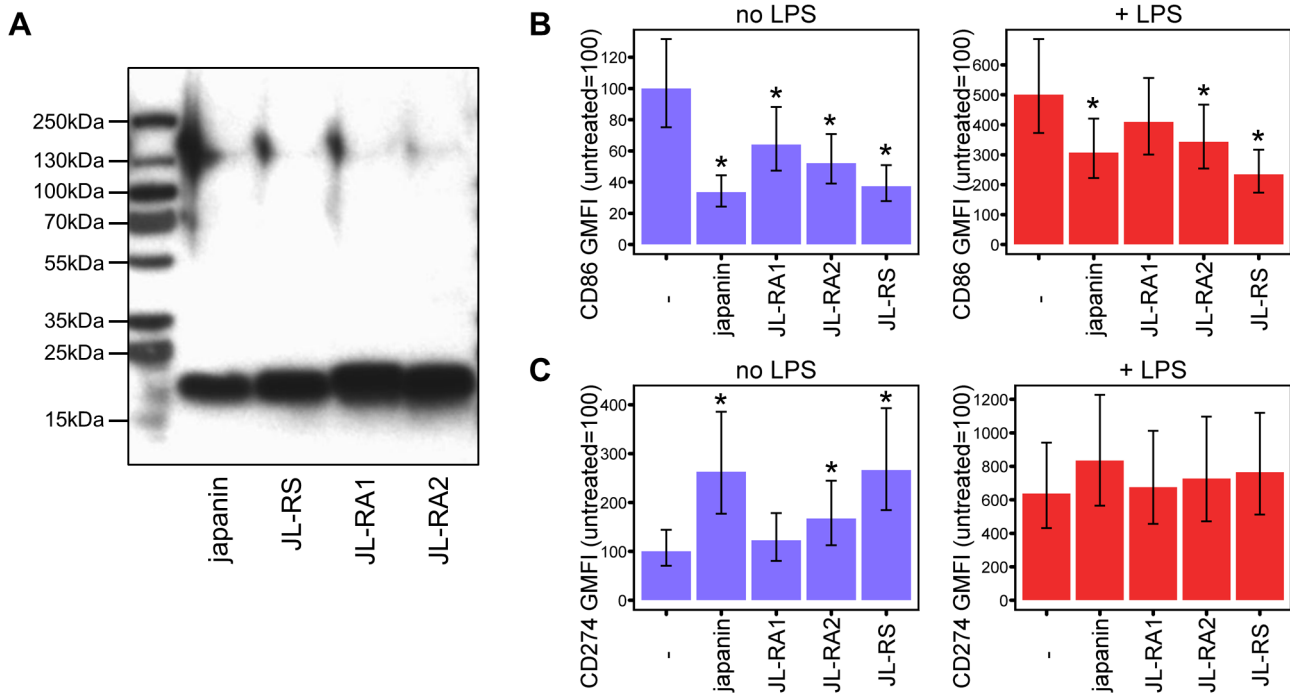 A
250kDa
130kDa
100kDa
70kDa
55kDa
35kDa
25kDa
15kDa
japanin
JL-RS
JL-RA1
JL-RA2
B
no LPS
CD86 GMFI (untreated=100)
120
100
80
60
40
20
0
*
*
*
*
-
japanin
JL-RA1
JL-RA2
JL-RS
+ LPS
CD86 GMFI (untreated=100)
600
500
400
300
200
100
0
*
*
*
-
japanin
JL-RA1
JL-RA2
JL-RS
C
no LPS
CD274 GMFI (untreated=100)
400
300
200
100
0
*
*
*
-
japanin
JL-RA1
JL-RA2
JL-RS
+ LPS
CD274 GMFI (untreated=100)
1200
1000
800
600
400
200
0
-
japanin
JL-RA1
JL-RA2
JL-RS